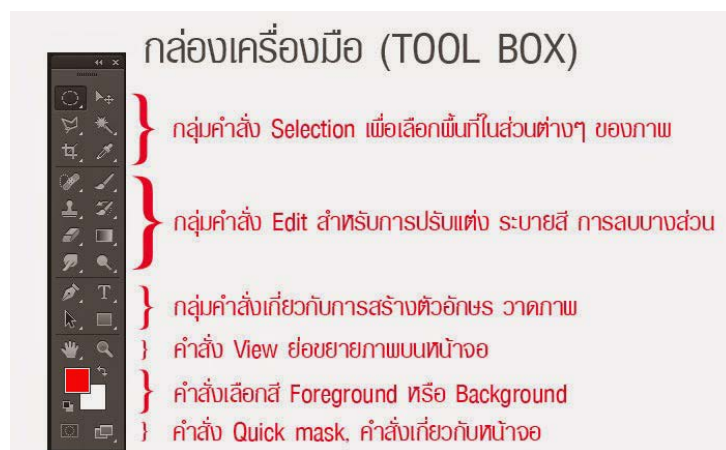 กล่องเครื่องมือ (TOOL BOX)
กลุ่มคำสั่ง Selection เพื่อเลือกพื้นที่ในส่วนต่างๆ ของภาพ
กลุ่มคำสั่ง Edit สำหรับการปรับแต่ง ระบายสี การลบบางส่วน
กลุ่มคำสั่งเกี่ยวกับการสร้างตัวอักษร วาดภาพ
คำสั่ง View ย่อขยายภาพบนหน้าจอ
คำสั่งเลือกสี Foreground หรือ Background
คำสั่ง Quick mask, คำสั่งเกี่ยวกับหน้าจอ